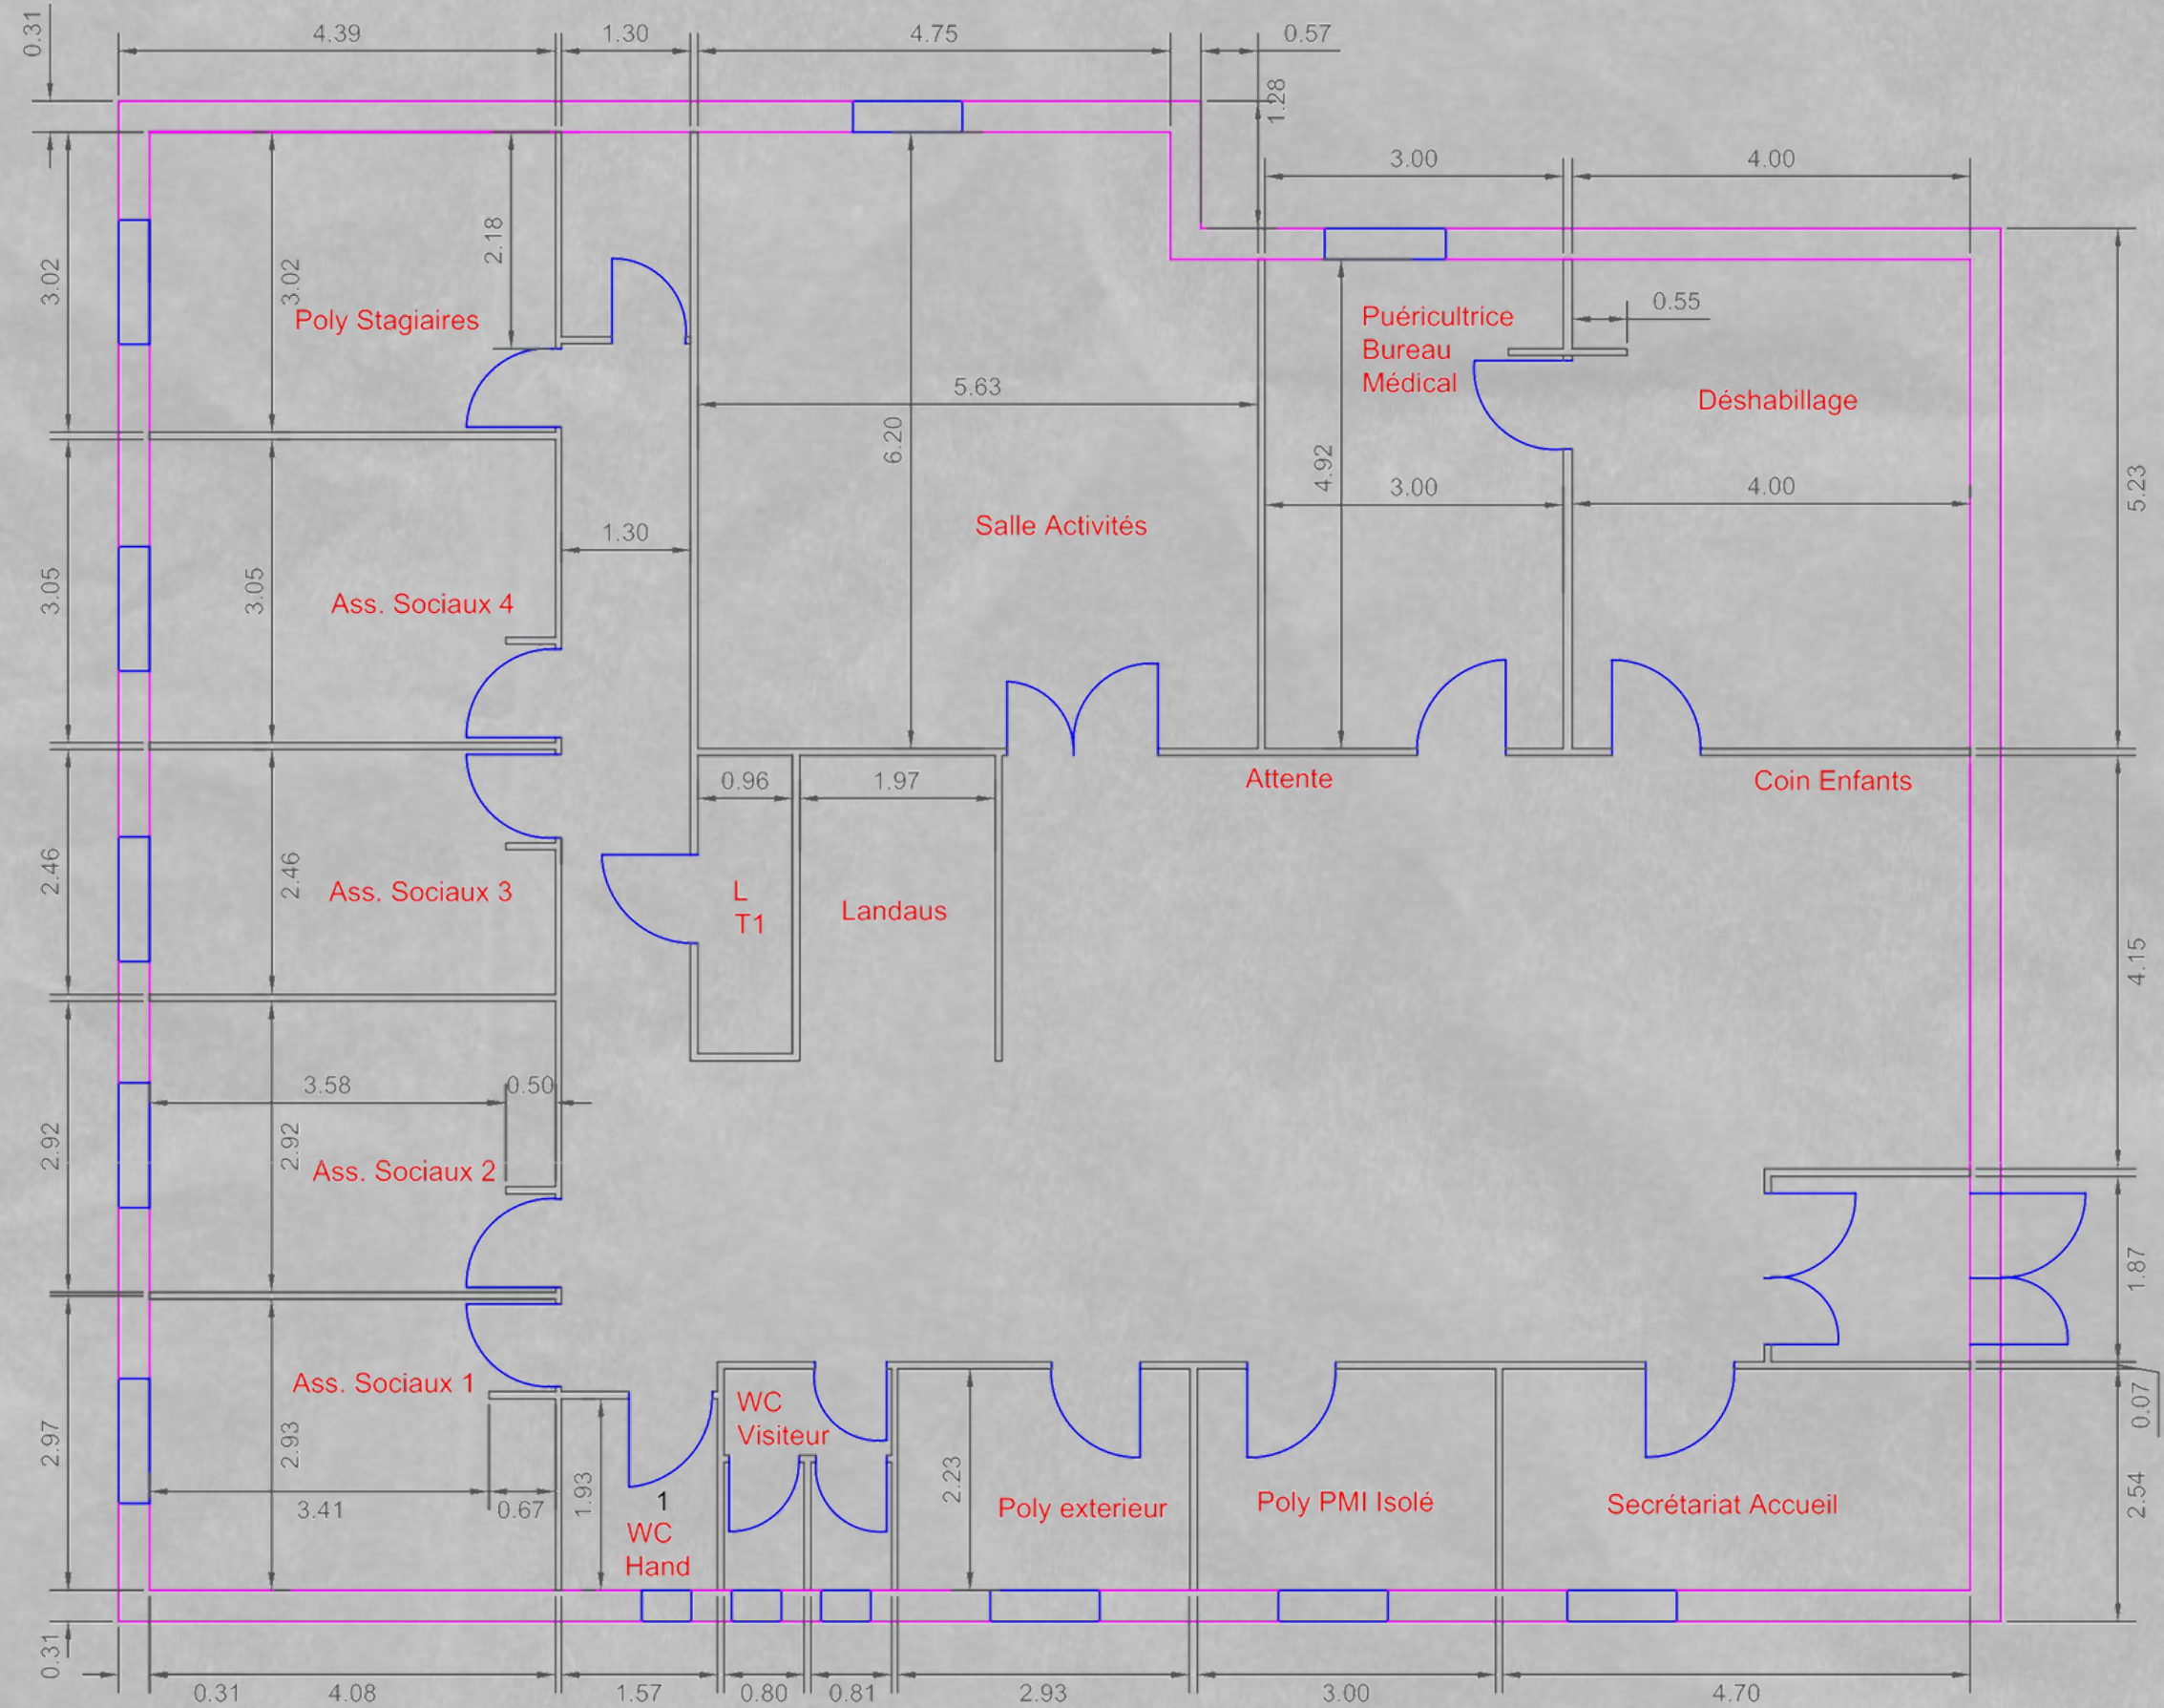 0.31
4.39
1.30
4.75
0.57
1.28
3.00
4.00
3.02
3.02
2.18
Poly Stagiaires
Puéricultrice
Bureau
Médical
0.55
5.63
6.20
Déshabillage
4.92
3.00
4.00
5.23
1.30
Salle Activités
3.05
3.05
Ass. Sociaux 4
0.96
1.97
Attente
Coin Enfants
2.46
2.46
Ass. Sociaux 3
L
T1
Landaus
4.15
3.58
0.50
2.92
2.92
Ass. Sociaux 2
1.87
Ass. Sociaux 1
WC
Visiteur
0.07
2.97
2.93
3.41
0.67
1.93
1
WC
Hand
2.23
Poly exterieur
Poly PMI Isolé
Secrétariat Accueil
2.54
0.31
0.31
4.08
1.57
0.80
0.81
2.93
3.00
4.70